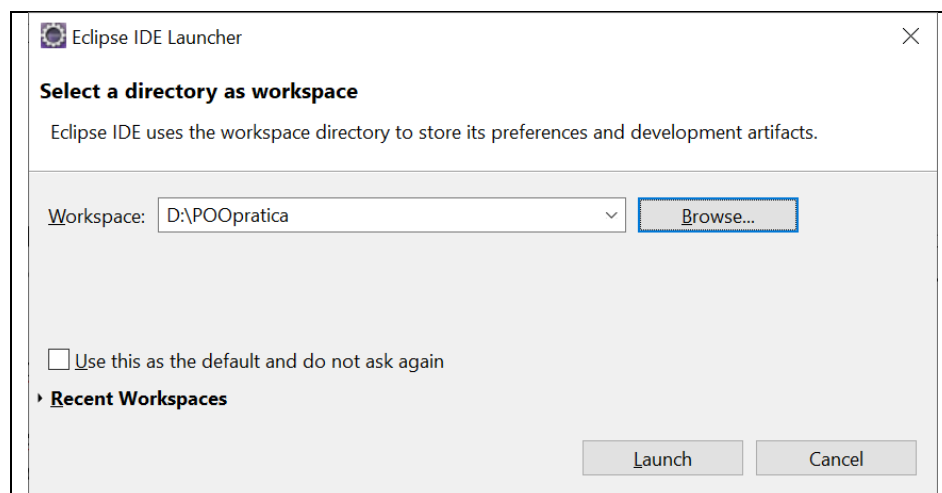 Eclipse IDE Launcher
Select a directory as workspace
Eclipse IDE uses the workspace directory to store its preferences and development artifacts.
Workspace: D:\POOpratica Browse...
Use this as the default and do not ask again
Recent Workspaces
Launch Cancel